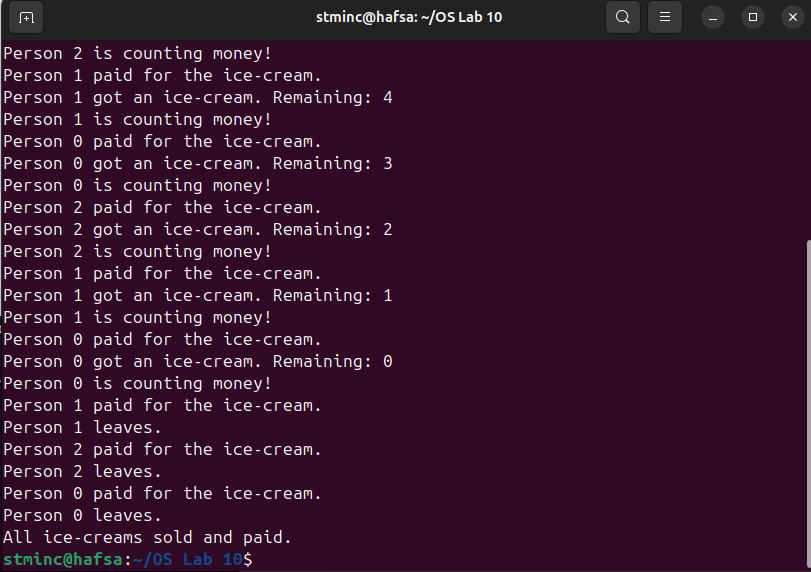 stminc@hafsa: ~/OS Lab 10
Person 2 is counting money!
Person 1 paid for the ice-cream.
Person 1 got an ice-cream. Remaining: 4
Person 1 is counting money!
Person 0 paid for the ice-cream.
Person 0 got an ice-cream. Remaining: 3
Person 0 is counting money!
Person 2 paid for the ice-cream.
Person 2 got an ice-cream. Remaining: 2
Person 2 is counting money!
Person 1 paid for the ice-cream.
Person 1 got an ice-cream. Remaining: 1
Person 1 is counting money!
Person 0 paid for the ice-cream.
Person 0 got an ice-cream. Remaining: 0
Person 0 is counting money!
Person 1 paid for the ice-cream.
Person 1 leaves.
Person 2 paid for the ice-cream.
Person 2 leaves.
Person 0 paid for the ice-cream.
Person 0 leaves.
All ice-creams sold and paid.
stminc@hafsa:~/OS Lab 10$